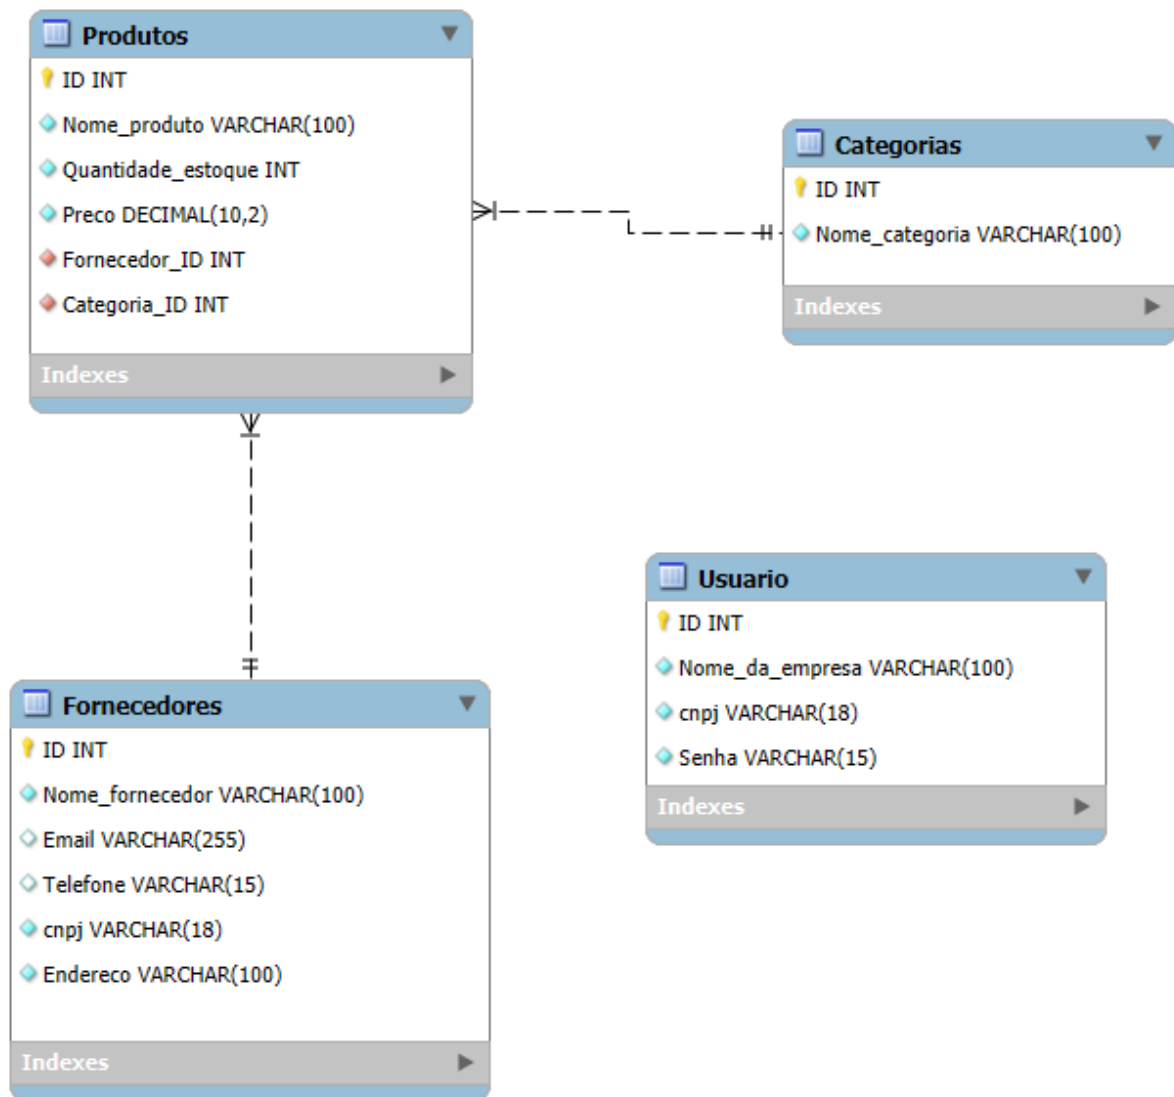 Produtos
ID INT
Nome_produto VARCHAR(100)
Quantidade_estoque INT
Preco DECIMAL(10,2)
Fornecedor_ID INT
Categoria_ID INT
Indexes
Categorias
ID INT
Nome_categoria VARCHAR(100)
Indexes
Usuario
ID INT
Nome_da_empresa VARCHAR(100)
cnpj VARCHAR(18)
Senha VARCHAR(15)
Indexes
Fornecedores
ID INT
Nome_fornecedor VARCHAR(100)
Email VARCHAR(255)
Telefone VARCHAR(15)
cnpj VARCHAR(18)
Endereco VARCHAR(100)
Indexes